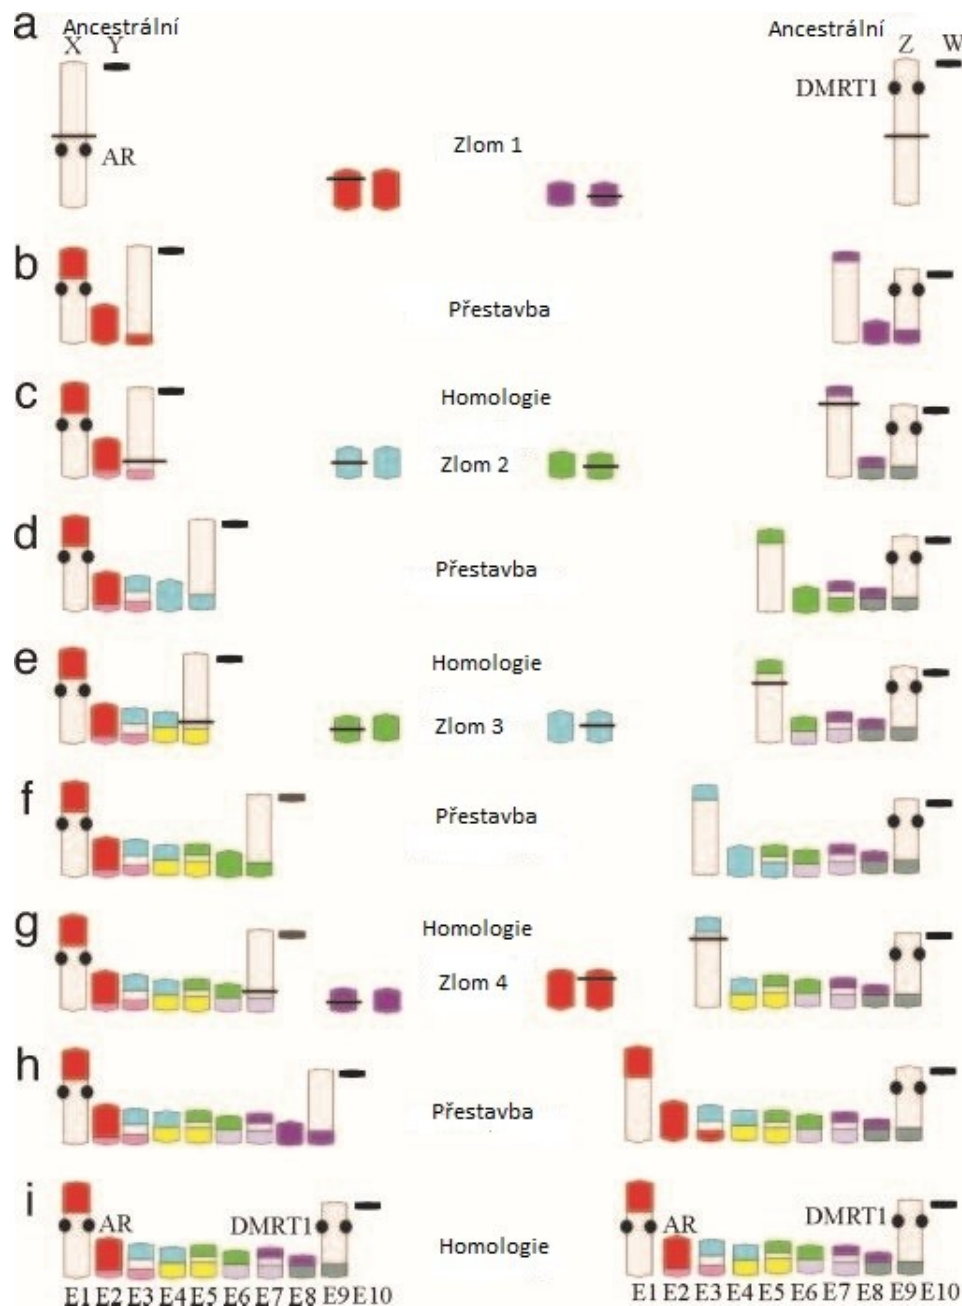 a Ancestrální Ancestrální
X Y Z W
DMRT1
AR
Zlom 1
b
Přestavba
c
Homologie
Zlom 2
d
Přestavba
e
Homologie
Zlom 3
f
Přestavba
g
Homologie
Zlom 4
h
Přestavba
i
AR DMRT1 AR DMRT1
Homologie
E1 E2 E3 E4 E5 E6 E7 E8 E9 E10 E1 E2 E3 E4 E5 E6 E7 E8 E9 E10